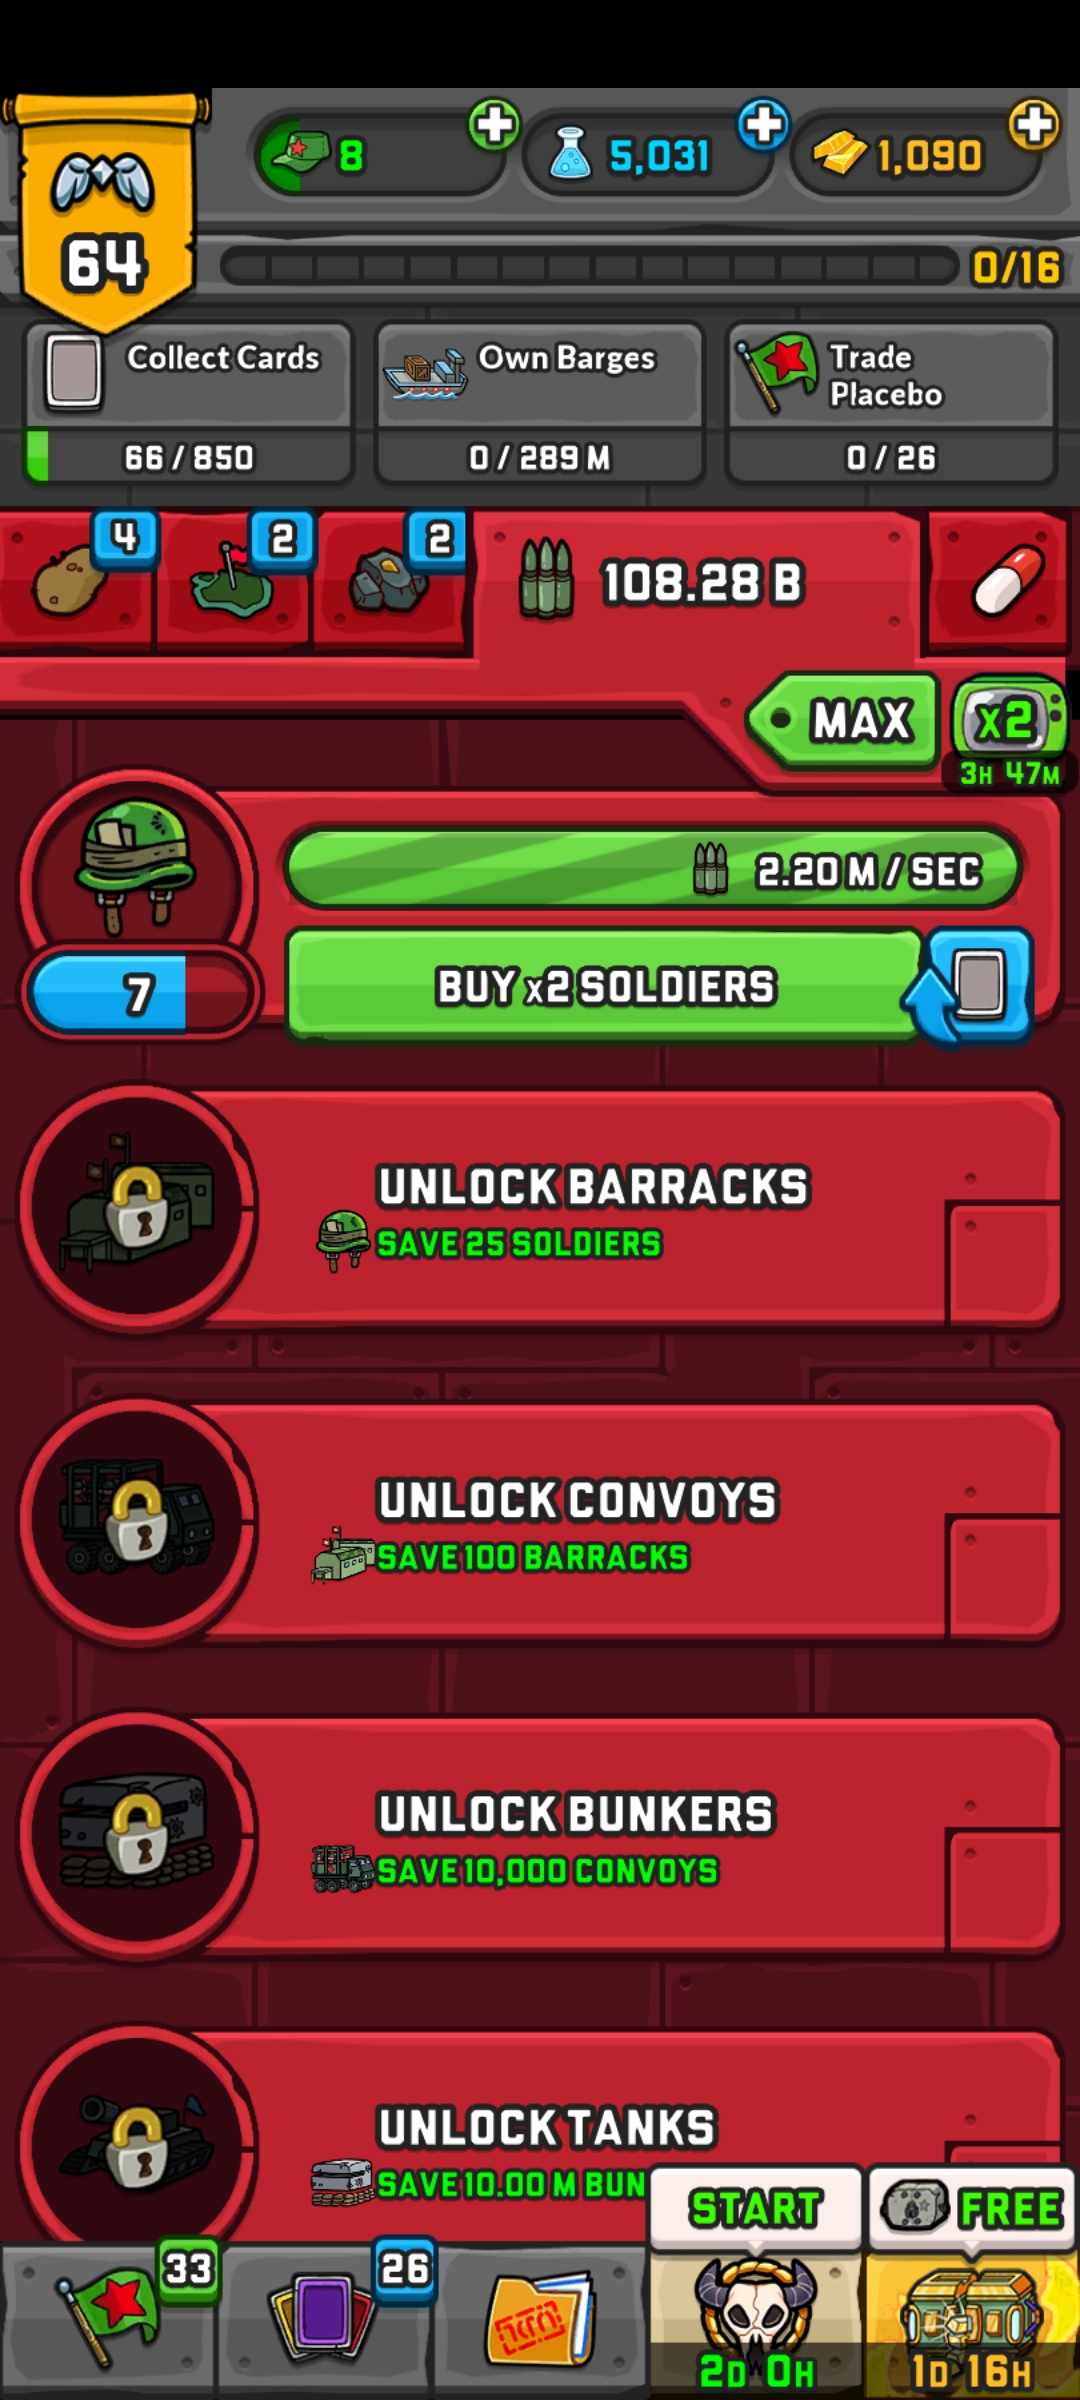 64
8
5,031
1,090
0/16
Collect Cards
66 / 850
Own Barges
0 / 289 M
Trade
Placebo
0 / 26
4
2
2
108.28 B
MAX
x2
3H 47M
2.20 M / SEC
7
BUY x2 SOLDIERS
UNLOCK BARRACKS
SAVE 25 SOLDIERS
UNLOCK CONVOYS
SAVE 100 BARRACKS
UNLOCK BUNKERS
SAVE 10,000 CONVOYS
UNLOCK TANKS
SAVE 10.00 M BUN
START
FREE
33
26
2D 0H
1D 16H